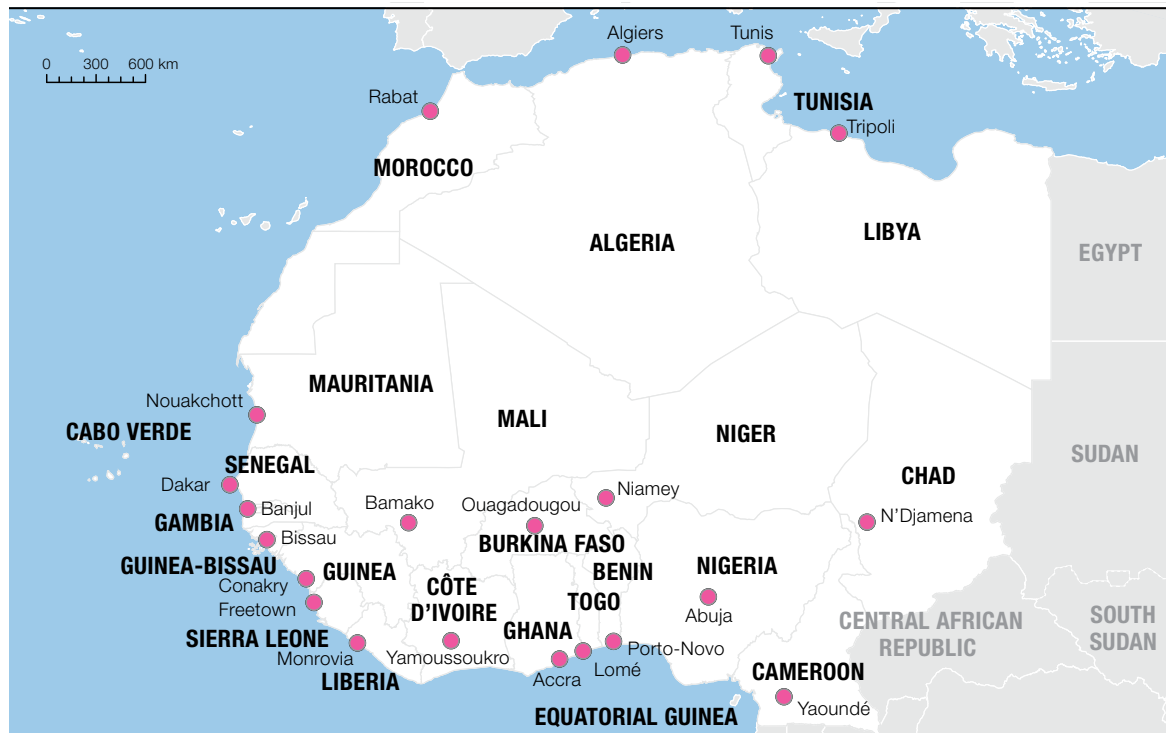 Algiers
Tunis
0 300 600 km
Rabat
TUNISIA
Tripoli
MOROCCO
ALGERIA
LIBYA
EGYPT
MAURITANIA
Nouakchott
MALI
NIGER
CABO VERDE
SUDAN
SENEGAL
CHAD
Dakar
Niamey
Bamako
Ouagadougou
Banjul
N'Djamena
GAMBIA
Bissau
BURKINA FASO
GUINEA-BISSAU
GUINEA
BENIN
NIGERIA
Conakry
CÔTE
D'IVOIRE
TOGO
Freetown
Abuja
CENTRAL AFRICAN
REPUBLIC
SOUTH
SUDAN
GHANA
SIERRA LEONE
Monrovia
Yamoussoukro
Porto-Novo
Lomé
Accra
CAMEROON
LIBERIA
Yaoundé
EQUATORIAL GUINEA